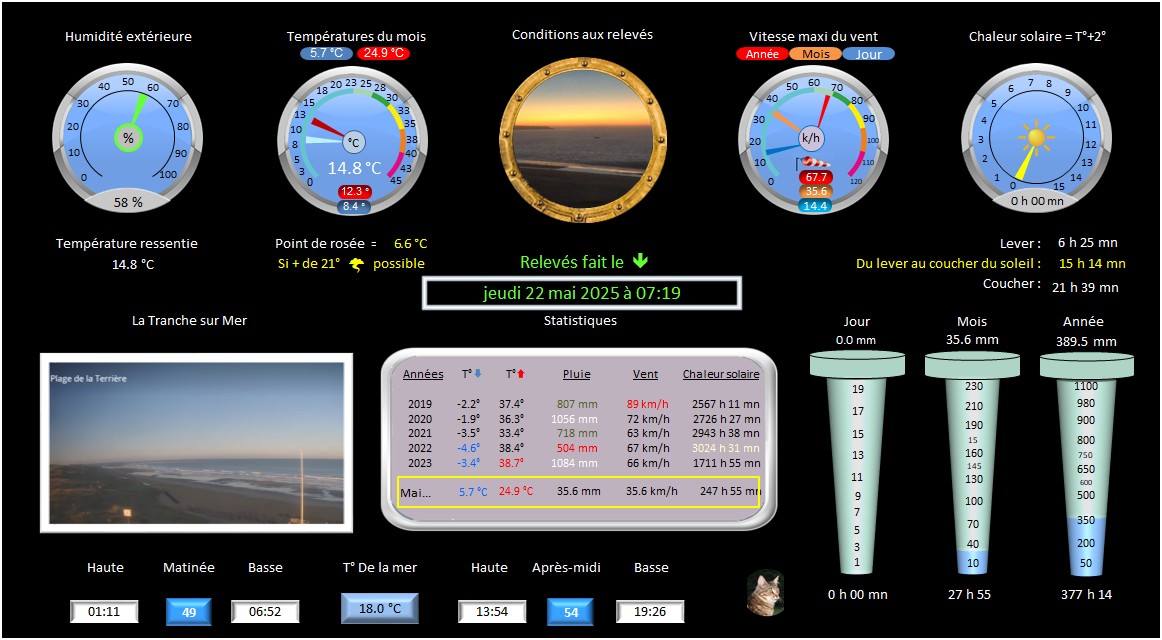 Humidité extérieure
Températures du mois
5.7 °C 24.9 °C
Conditions aux relevés
Vitesse maxi du vent
Année Mois Jour
Chaleur solaire = T°+2°
0 10 20 30 40 50 60 70 80 90 100
%
58 %
0 3 5 8 10 13 15 18 20 23 25 28 30 33 35 38 40 43 45
°C
14.8 °C
12.3 °
8.4 °
0 10 20 30 40 50 60 70 80 90 100 110 120
k/h
67.7
35.6
14.4
0 1 2 3 4 5 6 7 8 9 10 11 12 13 14 15
0 h 00 mn
Température ressentie
14.8 °C
Point de rosée = 6.6 °C
Si + de 21° possible
Relevés fait le
jeudi 22 mai 2025 à 07:19
Lever : 6 h 25 mn
Du lever au coucher du soleil : 15 h 14 mn
Coucher : 21 h 39 mn
La Tranche sur Mer
Plage de la Terrière
Statistiques
Années T° T° Pluie Vent Chaleur solaire
2019 -2.2° 37.4° 807 mm 89 km/h 2567 h 11 mn
2020 -1.9° 36.3° 1056 mm 72 km/h 2726 h 27 mn
2021 -3.5° 33.4° 718 mm 63 km/h 2943 h 38 mn
2022 -4.6° 38.4° 504 mm 67 km/h 3024 h 31 mn
2023 -3.4° 38.7° 1084 mm 66 km/h 1711 h 55 mn
Mai... 5.7 °C 24.9 °C 35.6 mm 35.6 km/h 247 h 55 mn
Jour
0.0 mm
19
17
15
13
11
9
7
5
3
1
0 h 00 mn
Mois
35.6 mm
230
210
190
15
160
145
130
100
70
40
10
27 h 55
Année
389.5 mm
1100
980
900
800
750
650
600
500
350
200
50
377 h 14
Haute Matinée Basse
01:11 49 06:52
T° De la mer
18.0 °C
Haute Après-midi Basse
13:54 54 19:26